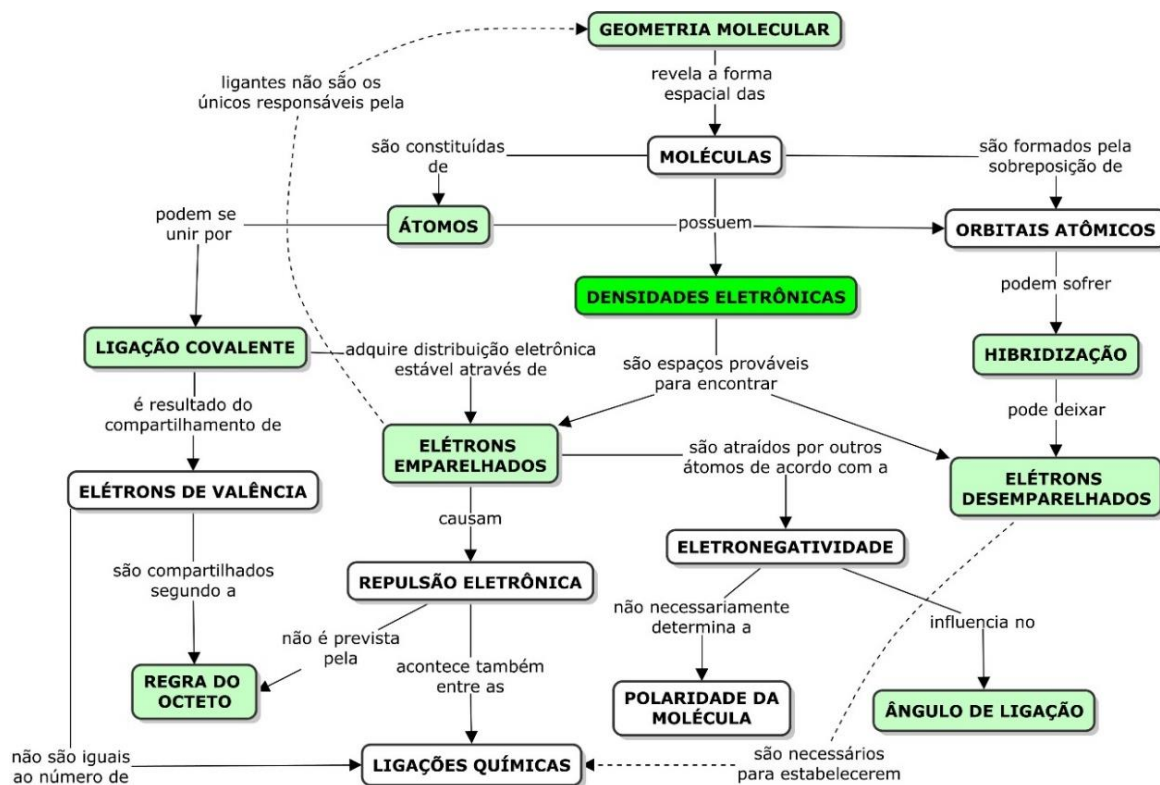 GEOMETRIA MOLECULAR
ligantes não são os
únicos responsáveis pela
revela a forma
espacial das
são constituídas
de
MOLÉCULAS
são formados pela
sobreposição de
podem se
unir por
ÁTOMOS
possuem
ORBITAIS ATÔMICOS
DENSIDADES ELETRÔNICAS
podem sofrer
LIGAÇÃO COVALENTE
adquire distribuição eletrônica
estável através de
são espaços prováveis
para encontrar
HIBRIDIZAÇÃO
é resultado do
compartilhamento de
pode deixar
ELÉTRONS
EMPARELHADOS
são atraídos por outros
átomos de acordo com a
ELÉTRONS
DESEMPARELHADOS
ELÉTRONS DE VALÊNCIA
causam
ELETRONEGATIVIDADE
são compartilhados
segundo a
REPULSÃO ELETRÔNICA
não necessariamente
determina a
influencia no
não é prevista
pela
acontece também
entre as
REGRA DO
OCTETO
POLARIDADE DA
MOLÉCULA
ÂNGULO DE LIGAÇÃO
não são iguais
ao número de
LIGAÇÕES QUÍMICAS
são necessários
para estabelecerem